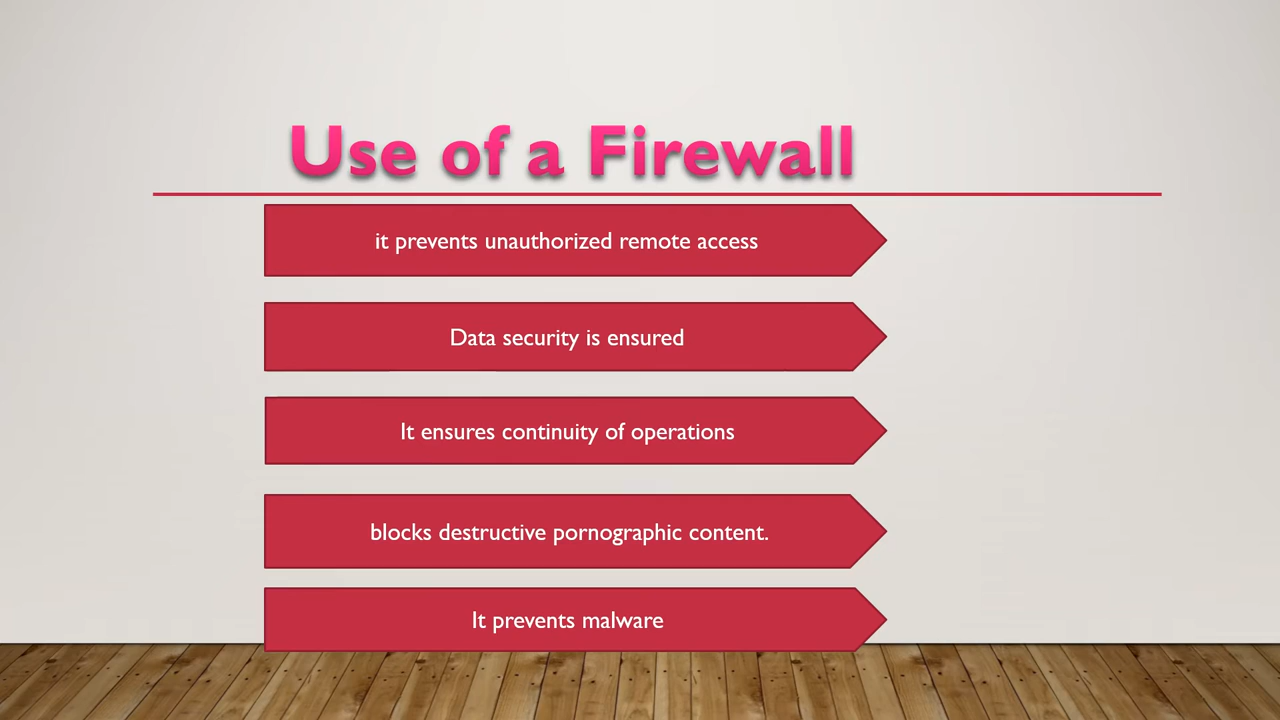 Use of a Firewall
it prevents unauthorized remote access
Data security is ensured
It ensures continuity of operations
blocks destructive pornographic content.
It prevents malware